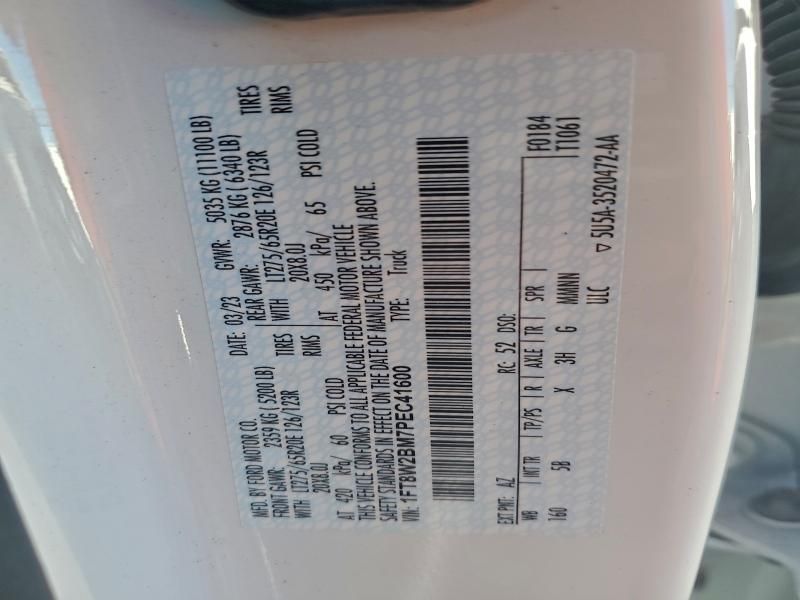 MFD. BY FORD MOTOR CO.
DATE: 03/23 GVWR: 5035 KG (11100 LB)
FRONT GAWR: 2359 KG (5200 LB) REAR GAWR: 2876 KG (6340 LB)
WITH LT275/65R20E 126/123R TIRES WITH LT275/65R20E 126/123R TIRES
20X8.0J RIMS 20X8.0J RIMS
AT 420 kPa/ 60 PSI COLD AT 450 kPa/ 65 PSI COLD
THIS VEHICLE CONFORMS TO ALL APPLICABLE FEDERAL MOTOR VEHICLE
SAFETY STANDARDS IN EFFECT ON THE DATE OF MANUFACTURE SHOWN ABOVE.
VIN: 1FT8W2BM7PEC41600 TYPE: Truck
EXT PNT: AZ RC: 52 DSO: F0184
WB INT TR TP/PS R AXLE TR SPR T1061
160 5B X 3H G MMNNN
ULC
5U5A-3520472-AA